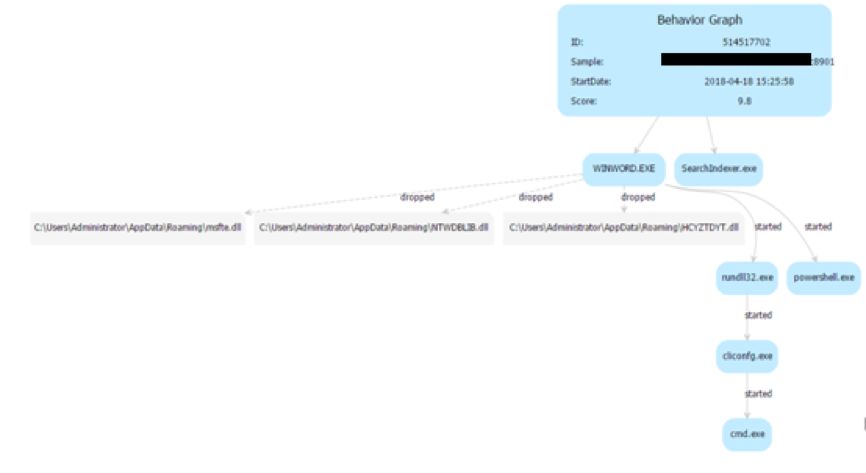 Behavior Graph
ID: 514517702
Sample: :8901
StartDate: 2018-04-18 15:25:58
Score: 9.8
WINWORD.EXE
SearchIndexer.exe
dropped
dropped
dropped
C:\Users\Administrator\AppData\Roaming\msfte.dll
C:\Users\Administrator\AppData\Roaming\NTWDBLIB.dll
C:\Users\Administrator\AppData\Roaming\HCYZTDYT.dll
started
started
rundll32.exe
powershell.exe
started
cliconfg.exe
started
cmd.exe